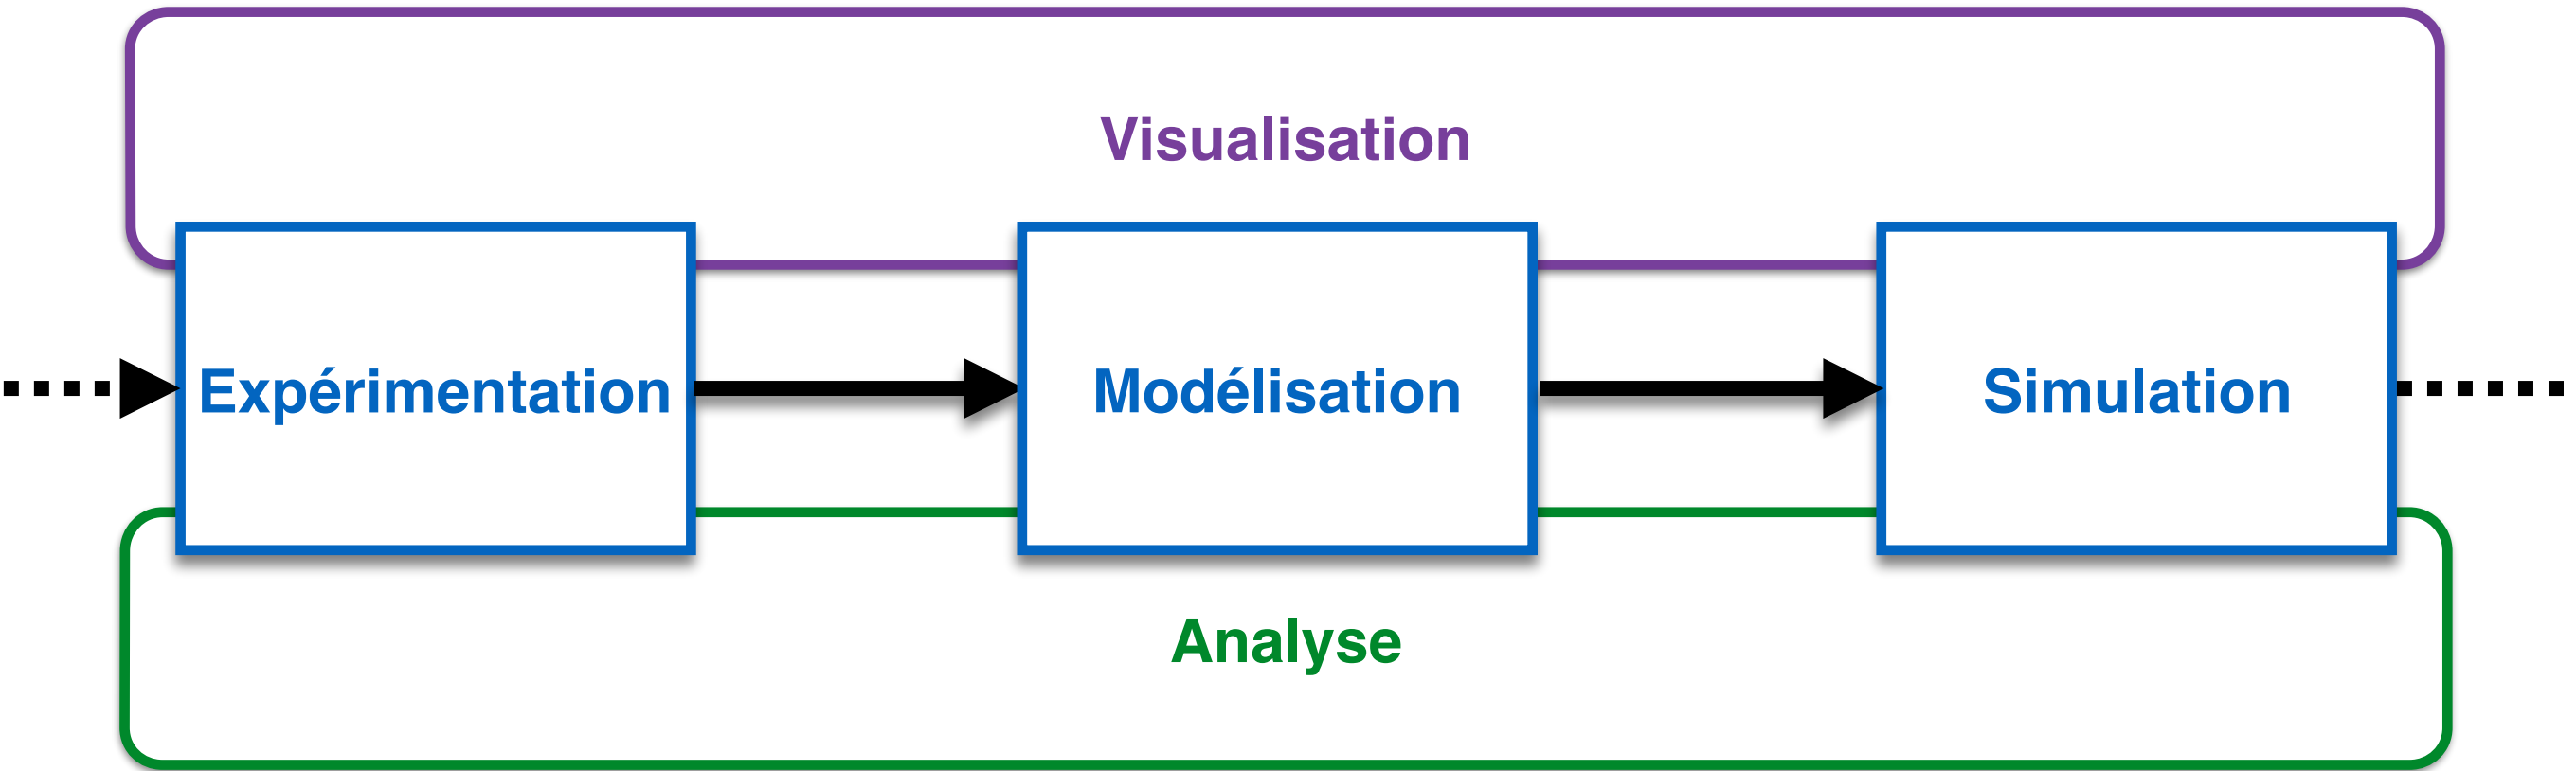 Visualisation
Expérimentation
Modélisation
Simulation
Analyse